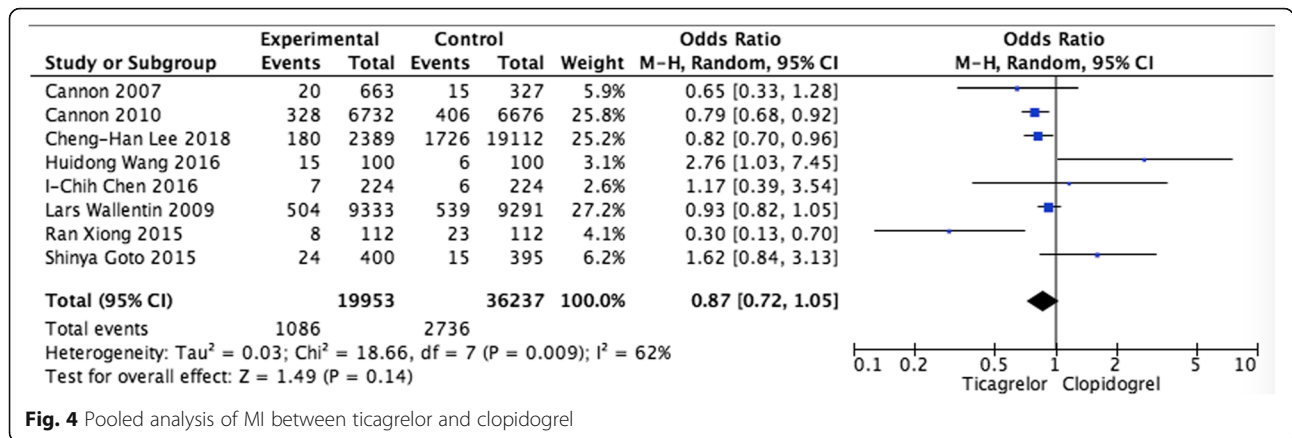 Experimental Control Odds Ratio Odds Ratio
Study or Subgroup Events Total Events Total Weight M-H, Random, 95% CI M-H, Random, 95% CI
Cannon 2007 20 663 15 327 5.9% 0.65 [0.33, 1.28]
Cannon 2010 328 6732 406 6676 25.8% 0.79 [0.68, 0.92]
Cheng-Han Lee 2018 180 2389 1726 19112 25.2% 0.82 [0.70, 0.96]
Huidong Wang 2016 15 100 6 100 3.1% 2.76 [1.03, 7.45]
I-Chih Chen 2016 7 224 6 224 2.6% 1.17 [0.39, 3.54]
Lars Wallentin 2009 504 9333 539 9291 27.2% 0.93 [0.82, 1.05]
Ran Xiong 2015 8 112 23 112 4.1% 0.30 [0.13, 0.70]
Shinya Goto 2015 24 400 15 395 6.2% 1.62 [0.84, 3.13]
Total (95% CI) 19953 36237 100.0% 0.87 [0.72, 1.05]
Total events 1086 2736
Heterogeneity: Tau² = 0.03; Chi² = 18.66, df = 7 (P = 0.009); I² = 62%
Test for overall effect: Z = 1.49 (P = 0.14)
0.1 0.2 0.5 1 2 5 10
Ticagrelor Clopidogrel
Fig. 4 Pooled analysis of MI between ticagrelor and clopidogrel